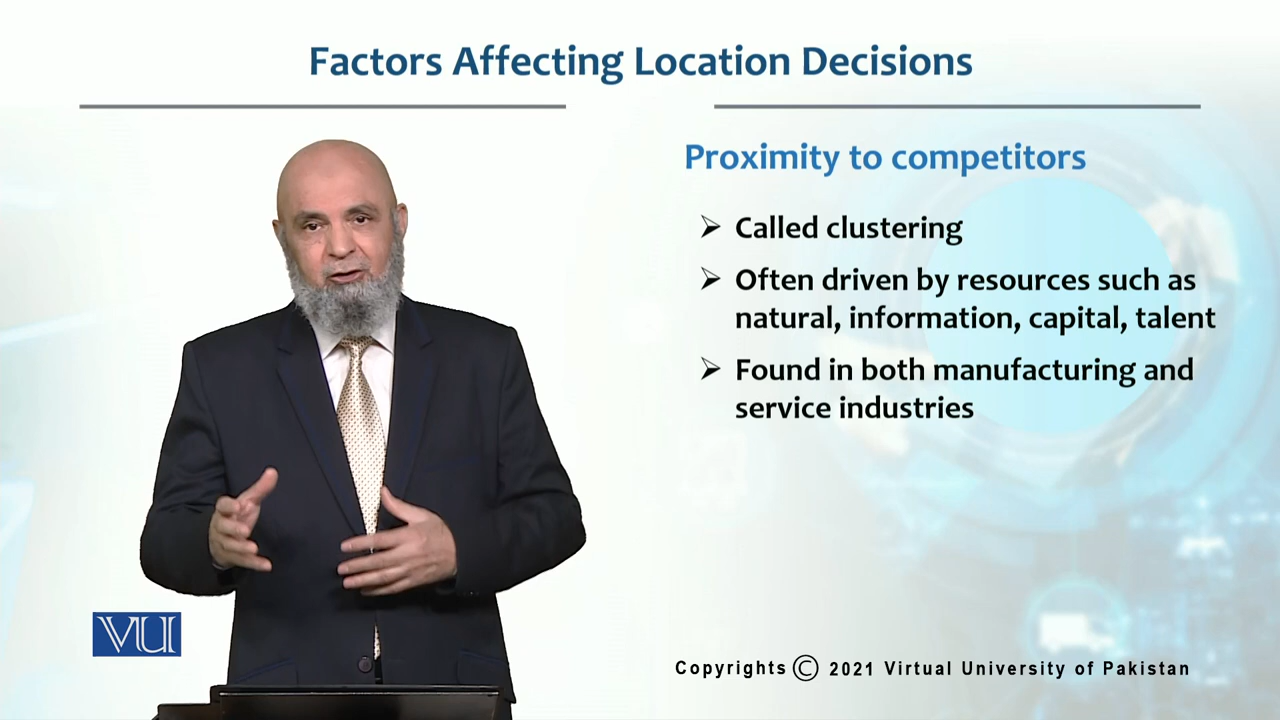 Factors Affecting Location Decisions
Proximity to competitors
➢ Called clustering
➢ Often driven by resources such as
natural, information, capital, talent
➢ Found in both manufacturing and
service industries
VU
Copyrights © 2021 Virtual University of Pakistan